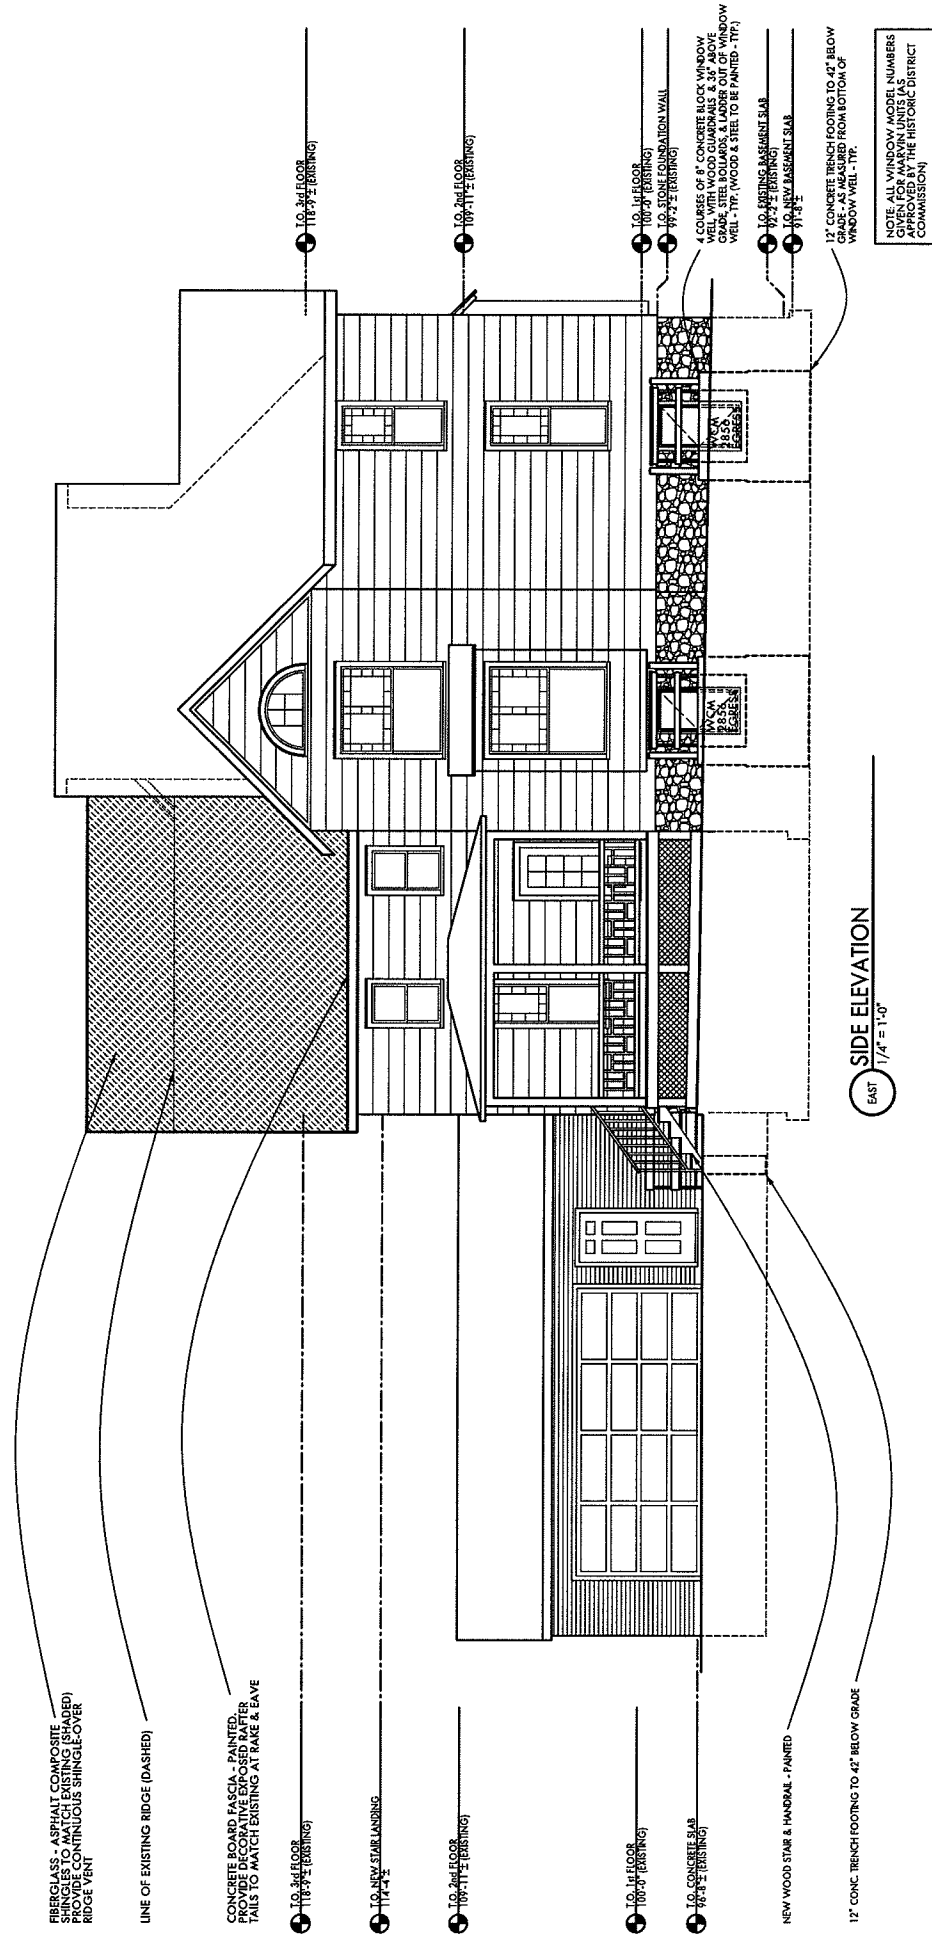 FIBERGLASS - ASPHALT COMPOSITE
SHINGLES TO MATCH EXISTING (SHADED)
PROVIDE CONTINUOUS SHINGLE-OVER
RIDGE VENT
LINE OF EXISTING RIDGE (DASHED)
CONCRETE BOARD FASCIA - PAINTED.
PROVIDE DECORATIVE EXPOSED RAFTER
TAILS TO MATCH EXISTING AT RAKE & EAVE
T.O. 3rd FLOOR
118'-9"± (EXISTING)
T.O. NEW STAIR LANDING
114'-4"±
T.O. 2nd FLOOR
109'-11"± (EXISTING)
T.O. 1st FLOOR
100'-0" (EXISTING)
T.O. CONCRETE SLAB
96'-8"± (EXISTING)
NEW WOOD STAIR & HANDRAIL - PAINTED
12" CONC. TRENCH FOOTING TO 42" BELOW GRADE
EAST
SIDE ELEVATION
1/4" = 1'-0"
WCM
2856
EGRESS
WCM
2856
EGRESS
T.O. 3rd FLOOR
118'-9"± (EXISTING)
T.O. 2nd FLOOR
109'-11"± (EXISTING)
T.O. 1st FLOOR
100'-0" (EXISTING)
T.O. STONE FOUNDATION WALL
99'-2"± (EXISTING)
4 COURSES OF 8" CONCRETE BLOCK WINDOW
WELL, WITH WOOD GUARDRAILS & 36" ABOVE
GRADE, STEEL BOLLARDS, & LADDER OUT OF WINDOW
WELL - TYP. (WOOD & STEEL TO BE PAINTED - TYP.)
T.O. EXISTING BASEMENT SLAB
92'-2"± (EXISTING)
T.O. NEW BASEMENT SLAB
91'-8"±
12" CONCRETE TRENCH FOOTING TO 42" BELOW
GRADE - AS MEASURED FROM BOTTOM OF
WINDOW WELL - TYP.
NOTE: ALL WINDOW MODEL NUMBERS
GIVEN FOR MARVIN UNITS (AS
APPROVED BY THE HISTORIC DISTRICT
COMMISSION)